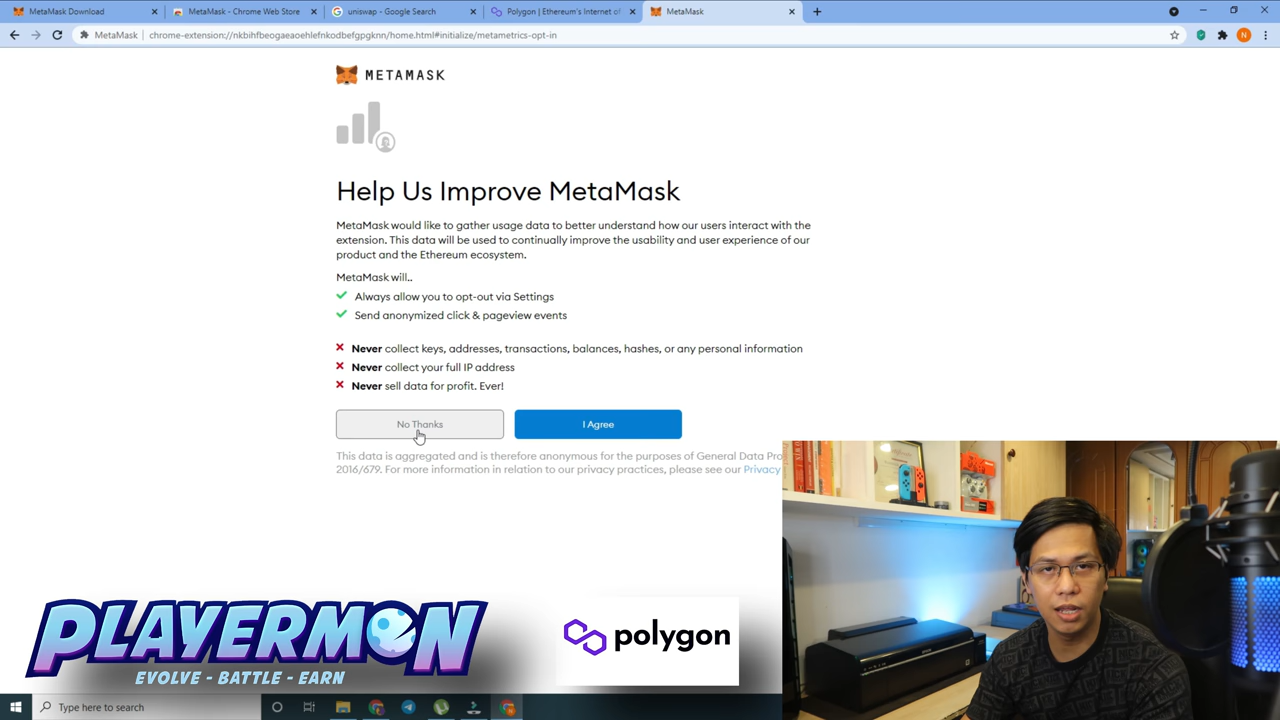 MetaMask Download
MetaMask - Chrome Web Store
uniswap - Google Search
Polygon | Ethereum's Internet of
MetaMask
MetaMask
chrome-extension://nkbihfbeogaeaoehlefnkodbefgpgknn/home.html#initialize/metametrics-opt-in
N
METAMASK
Help Us Improve MetaMask
MetaMask would like to gather usage data to better understand how our users interact with the
extension. This data will be used to continually improve the usability and user experience of our
product and the Ethereum ecosystem.
MetaMask will..
Always allow you to opt-out via Settings
Send anonymized click & pageview events
Never collect keys, addresses, transactions, balances, hashes, or any personal information
Never collect your full IP address
Never sell data for profit. Ever!
No Thanks
I Agree
This data is aggregated and is therefore anonymous for the purposes of General Data Pro
2016/679. For more information in relation to our privacy practices, please see our Privacy
PLAYERMON
EVOLVE - BATTLE - EARN
polygon
Type here to search